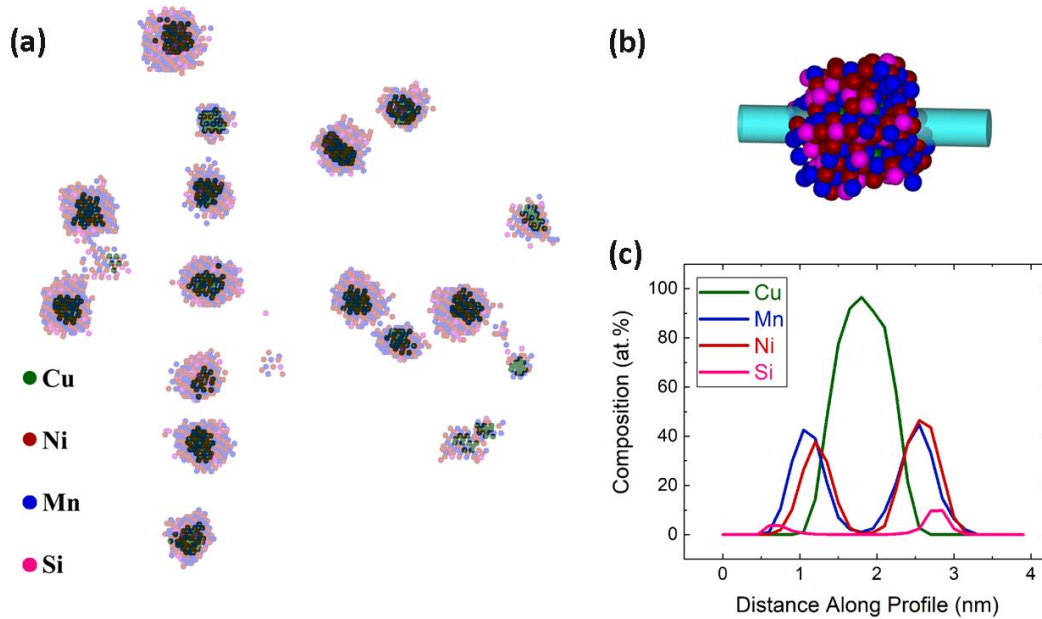 (a)
Cu
Ni
Mn
Si
(b)
(c)
Cu
Mn
Ni
Si
Composition (at.%)
100
80
60
40
20
0
0 1 2 3 4
Distance Along Profile (nm)